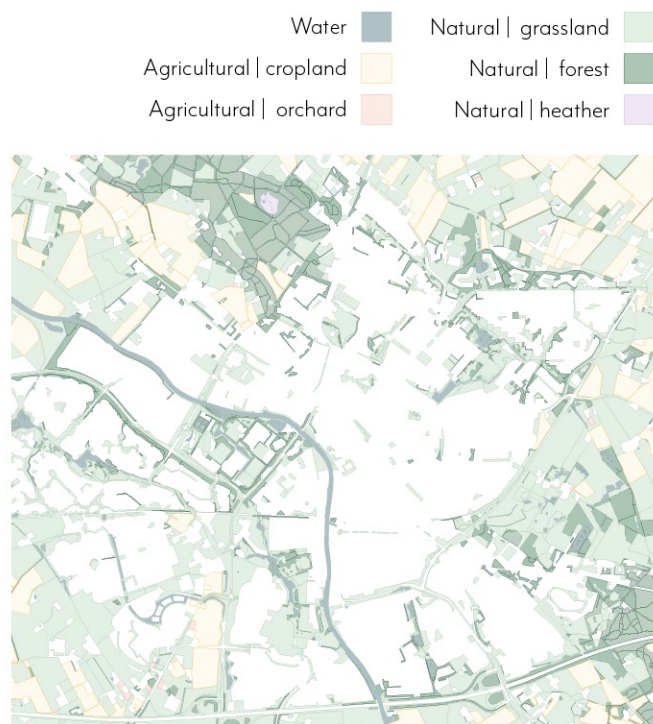 Water
Natural | grassland
Agricultural | cropland
Natural | forest
Agricultural | orchard
Natural | heather